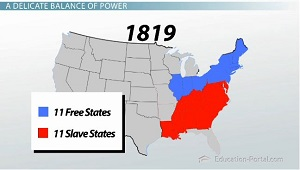 A DELICATE BALANCE OF POWER
1819
11 Free States
11 Slave States
Education-Portal.com